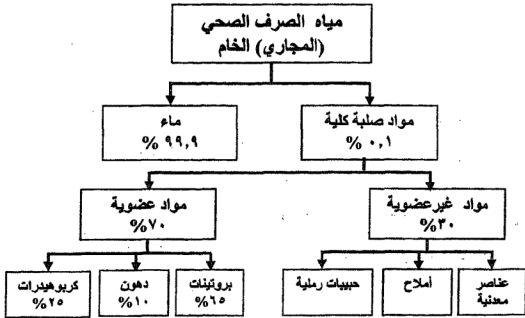 مياه الصرف الصحي
(المجاري) الخام
مواد صلبة كلية
٠,١ %
ماء
٩٩,٩ %
مواد غيرعضوية
٣٠%
مواد عضوية
٧٠%
عناصر
معدنية
أملاح
حبيبات رملية
بروتينات
٦٥%
دهون
١٠%
كربوهيدرات
٢٥%